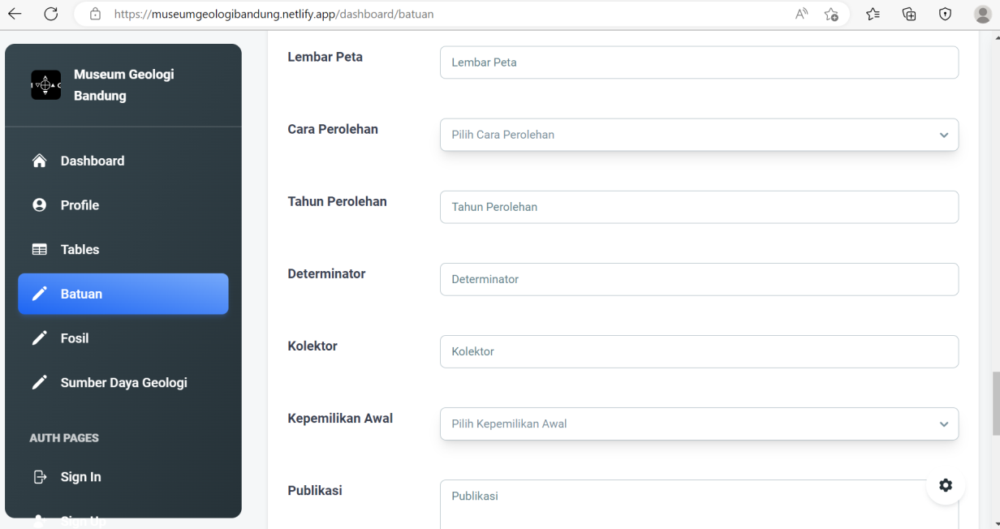 https://museumgeologibandung.netlify.app/dashboard/batuan
Museum Geologi
Bandung
Dashboard
Profile
Tables
Batuan
Fosil
Sumber Daya Geologi
AUTH PAGES
Sign In
Sign Up
Lembar Peta
Lembar Peta
Cara Perolehan
Pilih Cara Perolehan
Tahun Perolehan
Tahun Perolehan
Determinator
Determinator
Kolektor
Kolektor
Kepemilikan Awal
Pilih Kepemilikan Awal
Publikasi
Publikasi